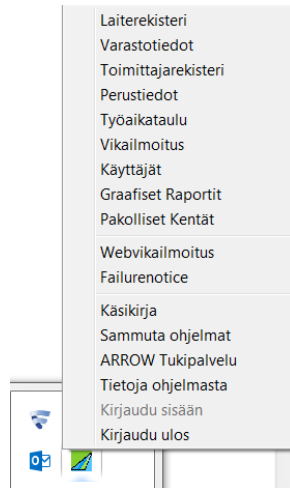 Laiterekisteri
Varastotiedot
Toimittajarekisteri
Perustiedot
Työaikataulu
Vikailmoitus
Käyttäjät
Graafiset Raportit
Pakolliset Kentät
Webvikailmoitus
Failurenotice
Käsikirja
Sammuta ohjelmat
ARROW Tukipalvelu
Tietoja ohjelmasta
Kirjaudu sisään
Kirjaudu ulos